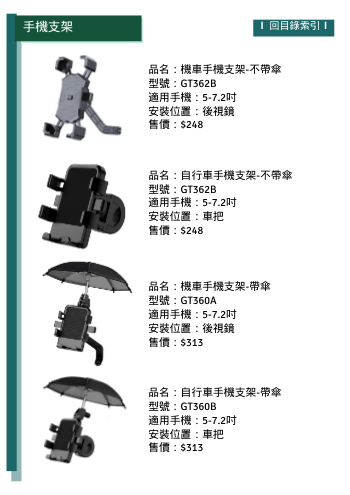 手機支架
I 回目錄索引 I
品名：機車手機支架-不帶傘
型號：GT362B
適用手機：5-7.2吋
安裝位置：後視鏡
售價：$248
品名：自行車手機支架-不帶傘
型號：GT362B
適用手機：5-7.2吋
安裝位置：車把
售價：$248
品名：機車手機支架-帶傘
型號：GT360A
適用手機：5-7.2吋
安裝位置：後視鏡
售價：$313
品名：自行車手機支架-帶傘
型號：GT360B
適用手機：5-7.2吋
安裝位置：車把
售價：$313